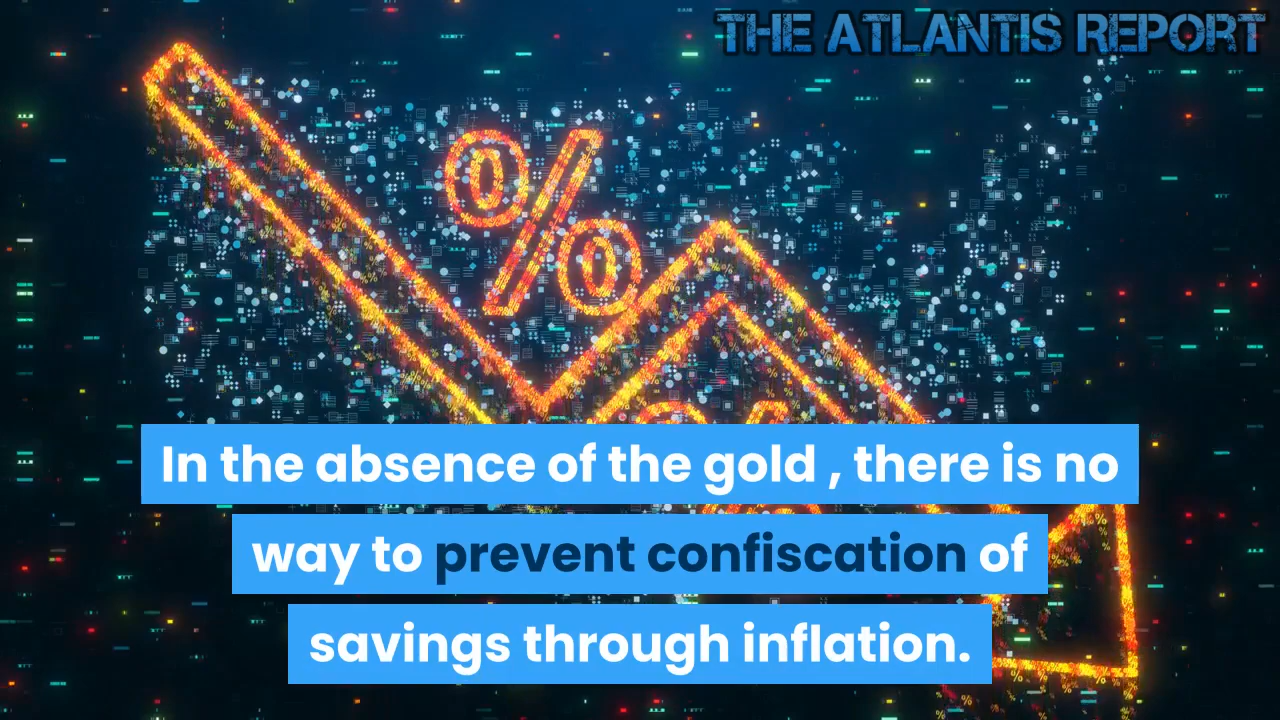 THE ATLANTIS REPORT
%
In the absence of the gold , there is no
way to prevent confiscation of
savings through inflation.